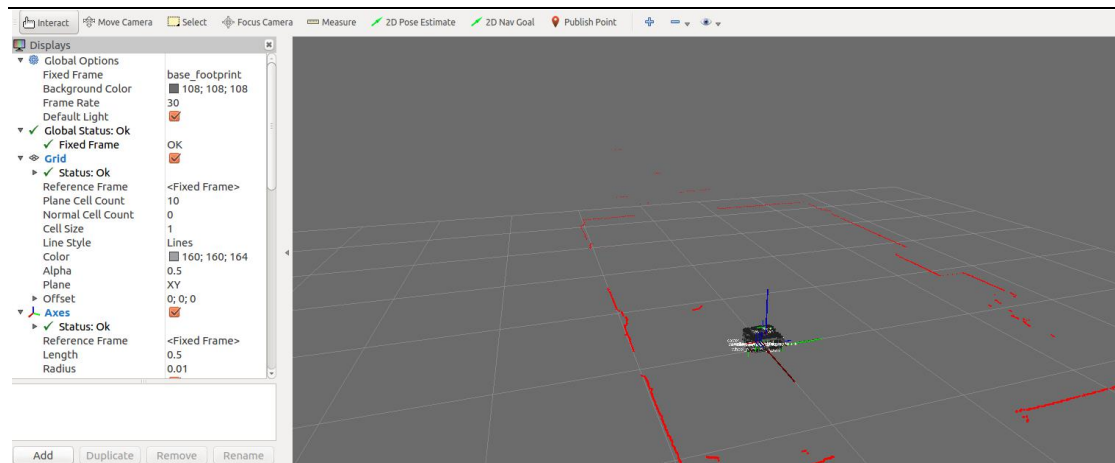 Interact Move Camera Select Focus Camera Measure 2D Pose Estimate 2D Nav Goal Publish Point
Displays
Global Options
Fixed Frame base_footprint
Background Color 108; 108; 108
Frame Rate 30
Default Light
Global Status: Ok
Fixed Frame OK
Grid
Status: Ok
Reference Frame <Fixed Frame>
Plane Cell Count 10
Normal Cell Count 0
Cell Size 1
Line Style Lines
Color 160; 160; 164
Alpha 0.5
Plane XY
Offset 0; 0; 0
Axes
Status: Ok
Reference Frame <Fixed Frame>
Length 0.5
Radius 0.01
Add Duplicate Remove Rename